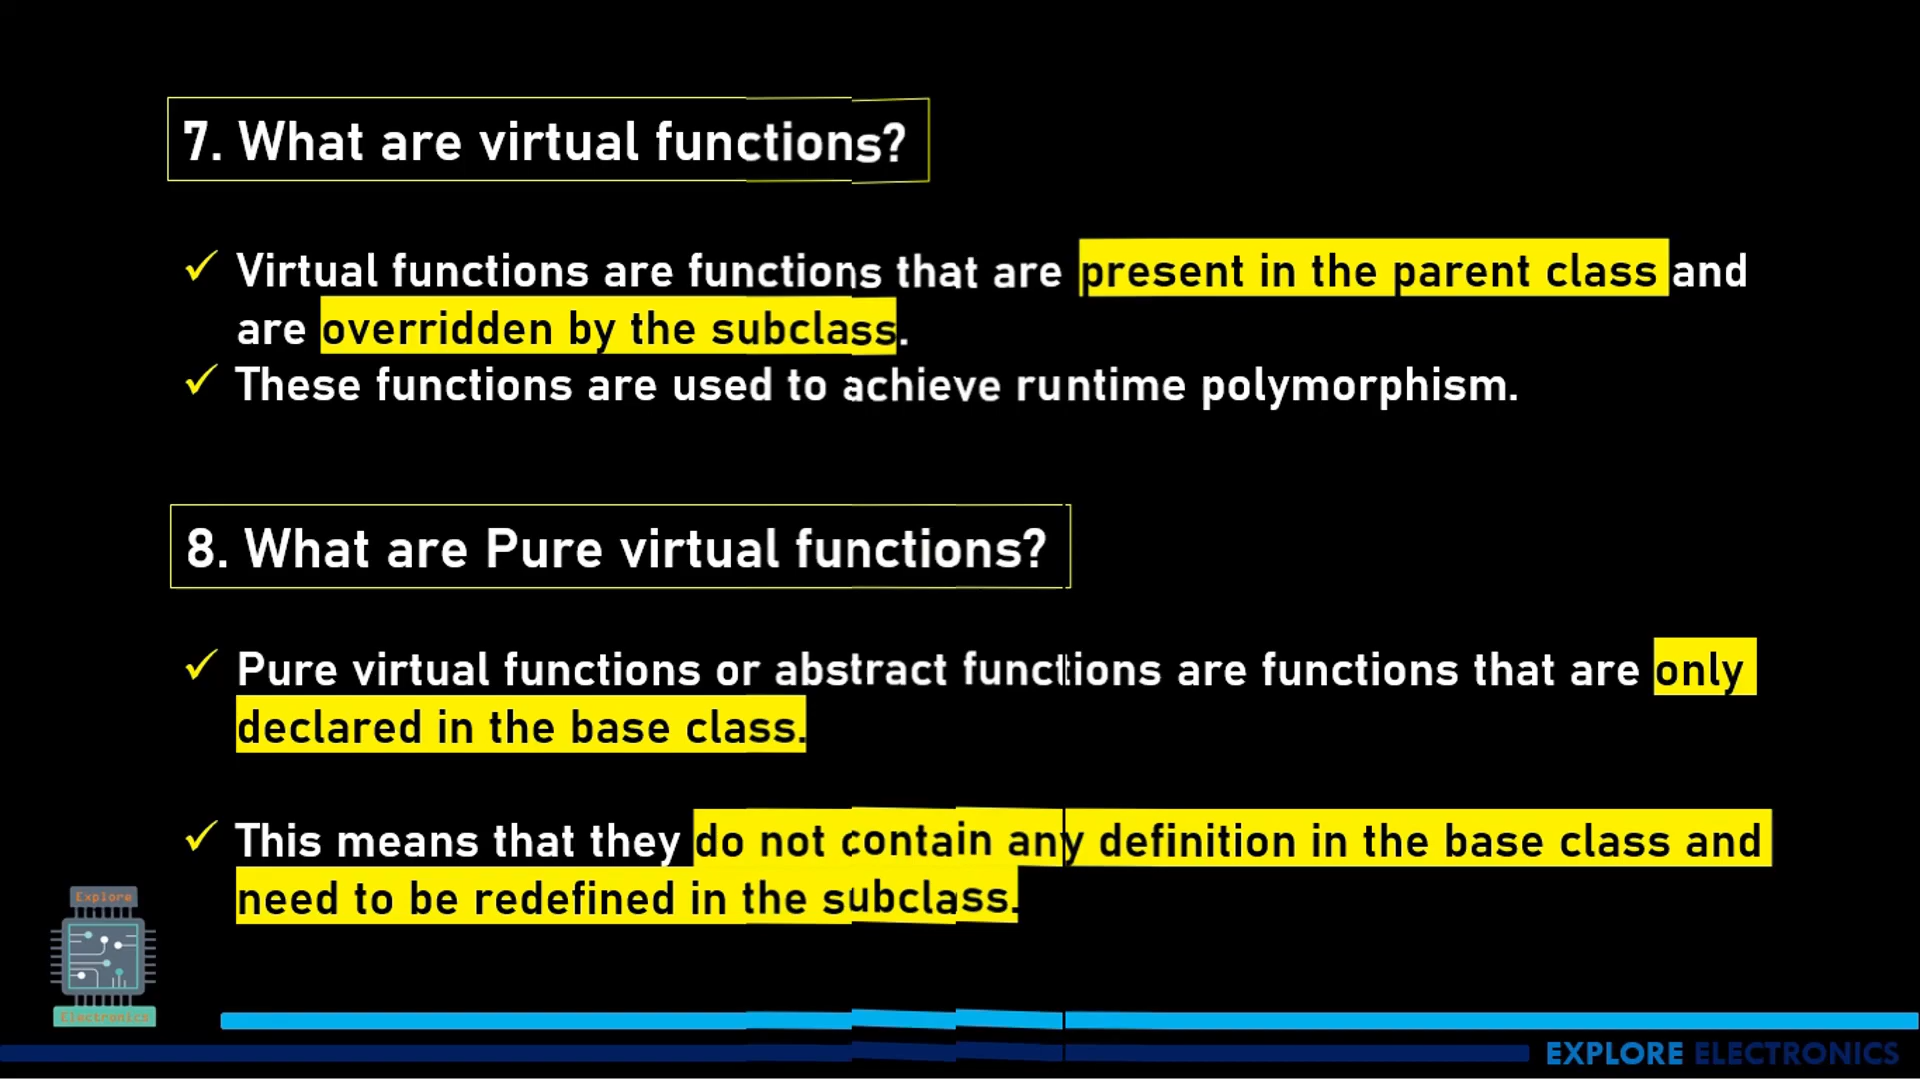 7. What are virtual functions?
✓ Virtual functions are functions that are present in the parent class and
are overridden by the subclass.
✓ These functions are used to achieve runtime polymorphism.
8. What are Pure virtual functions?
✓ Pure virtual functions or abstract functions are functions that are only
declared in the base class.
✓ This means that they do not contain any definition in the base class and
need to be redefined in the subclass.
Explore
Electronics
EXPLORE ELECTRONICS